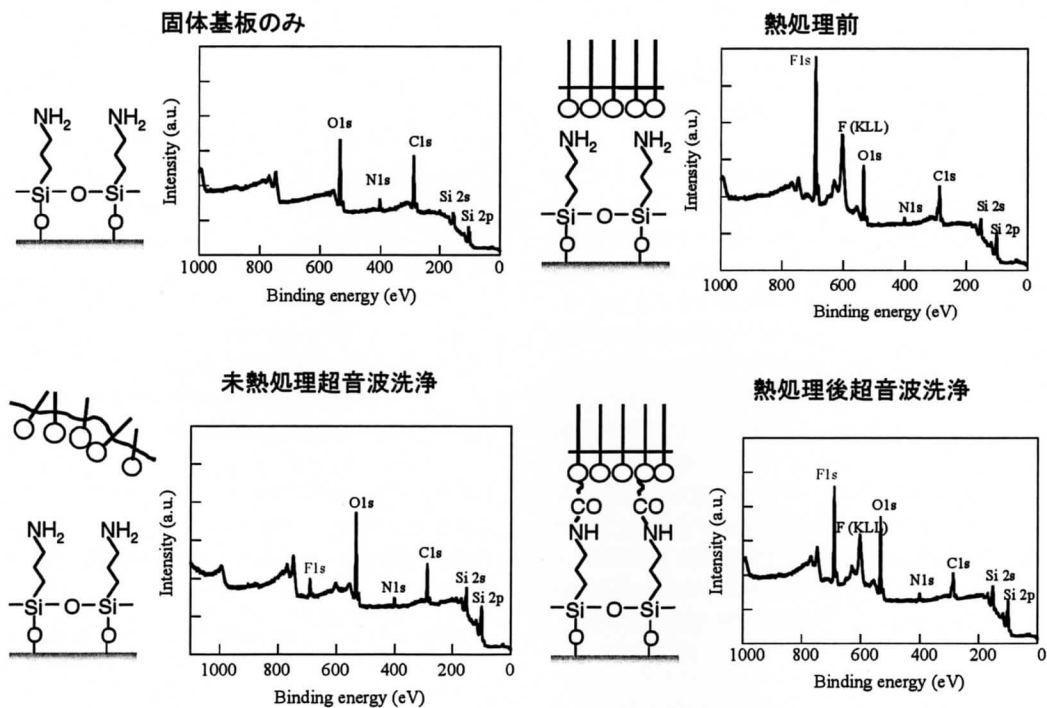 固体基板のみ
NH2 NH2
Si O Si
O O
Intensity (a.u.)
O1s
N1s
C1s
Si 2s
Si 2p
1000 800 600 400 200 0
Binding energy (eV)
熱処理前
NH2 NH2
Si O Si
O O
Intensity (a.u.)
F1s
F (KLL)
O1s
N1s
C1s
Si 2s
Si 2p
1000 800 600 400 200 0
Binding energy (eV)
未熱処理超音波洗浄
NH2 NH2
Si O Si
O O
Intensity (a.u.)
F1s
O1s
N1s
C1s
Si 2s
Si 2p
1000 800 600 400 200 0
Binding energy (eV)
熱処理後超音波洗浄
CO CO
NH NH
Si O Si
O O
Intensity (a.u.)
F1s
F (KLL)
O1s
N1s
C1s
Si 2s
Si 2p
1000 800 600 400 200 0
Binding energy (eV)